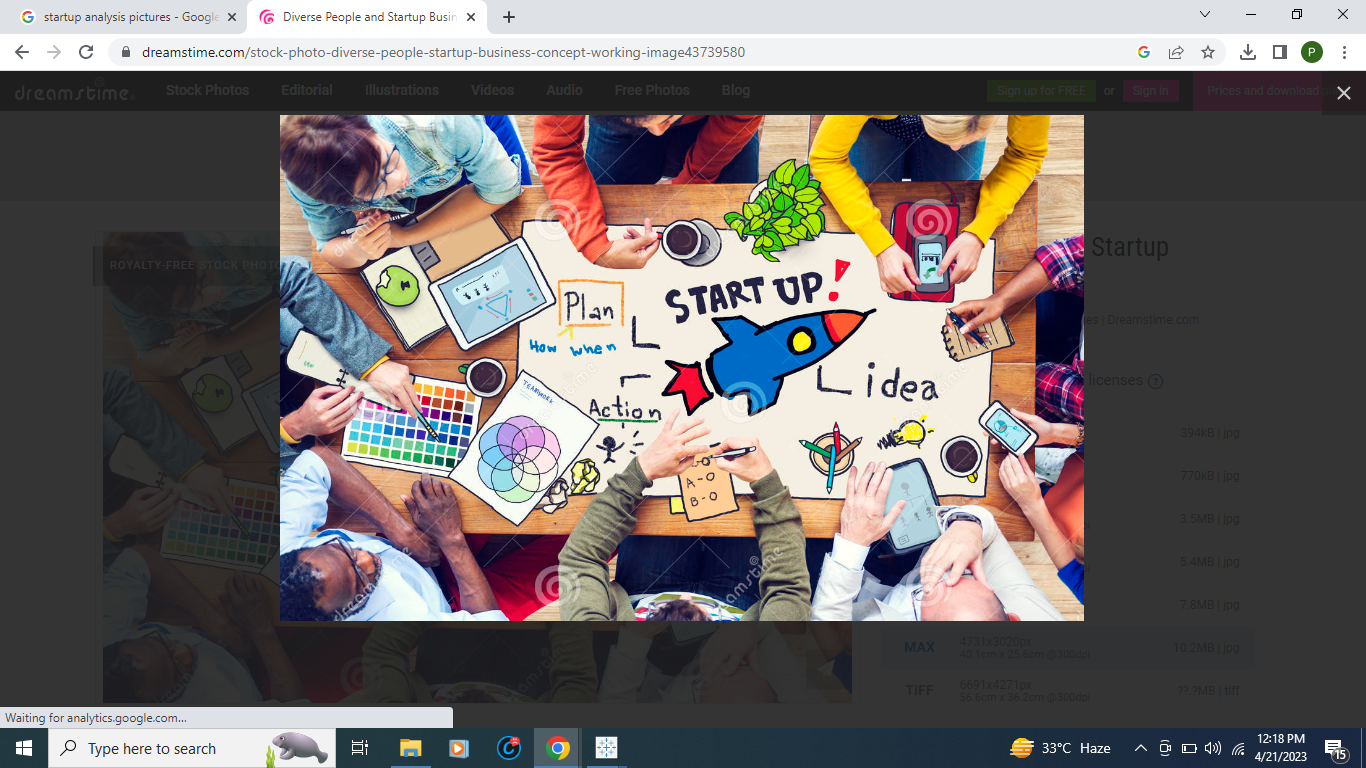 startup analysis pictures - Google
Diverse People and Startup Busin
dreamstime.com/stock-photo-diverse-people-startup-business-concept-working-image43739580
P
dreamstime
Stock Photos
Editorial
Illustrations
Videos
Audio
Free Photos
Blog
Sign up for FREE
or
Sign in
Prices and download
ROYALTY-FREE STOCK PHOTO
Startup
START UP!
Plan
How when
idea
Action
TEAMWORK
A-O
B-O
dreamstime
| Dreamstime.com
licenses ?
394kB | jpg
770kB | jpg
3.5MB | jpg
5.4MB | jpg
7.8MB | jpg
MAX 4731x3020px 10.2MB | jpg
40.1cm x 25.6cm @300dpi
TIFF 6691x4271px ??.?MB | tiff
56.6cm x 36.2cm @300dpi
Waiting for analytics.google.com...
Type here to search
33°C Haze
12:18 PM
4/21/2023
15